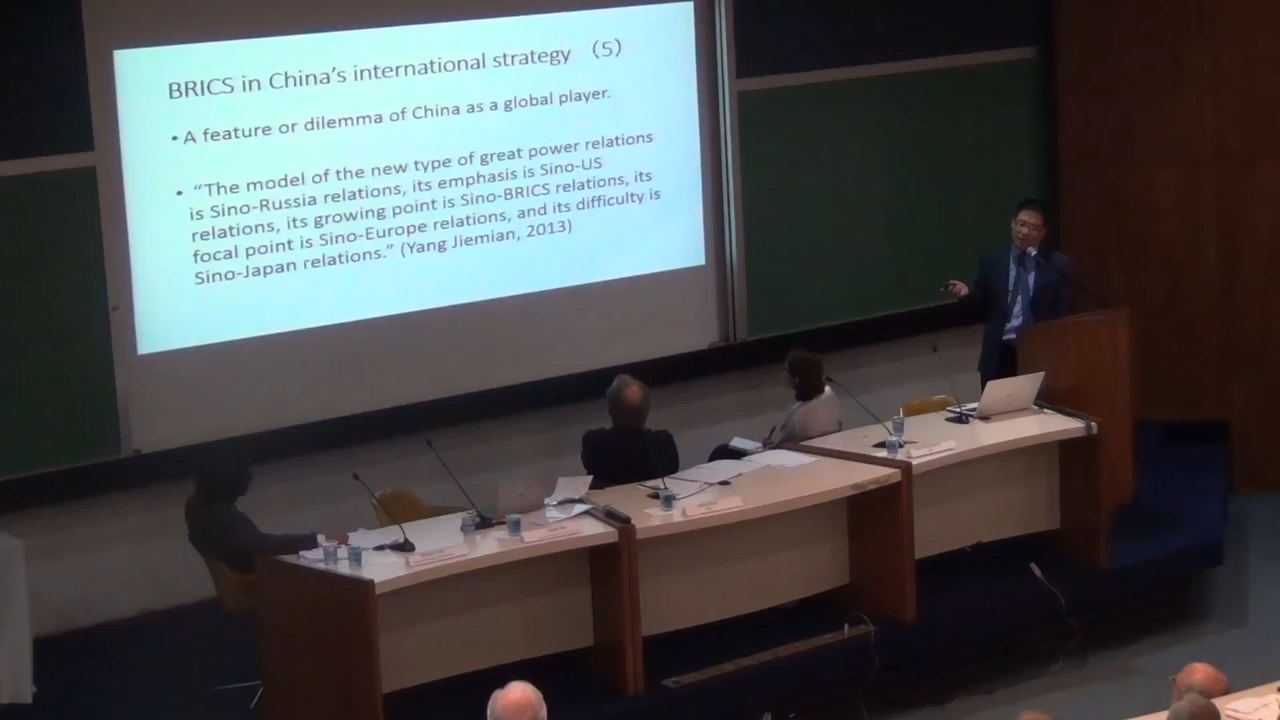 BRICS in China’s international strategy (5)
• A feature or dilemma of China as a global player.
• “The model of the new type of great power relations
is Sino-Russia relations, its emphasis is Sino-US
relations, its growing point is Sino-BRICS relations, its
focal point is Sino-Europe relations, and its difficulty is
Sino-Japan relations.” (Yang Jiemian, 2013)